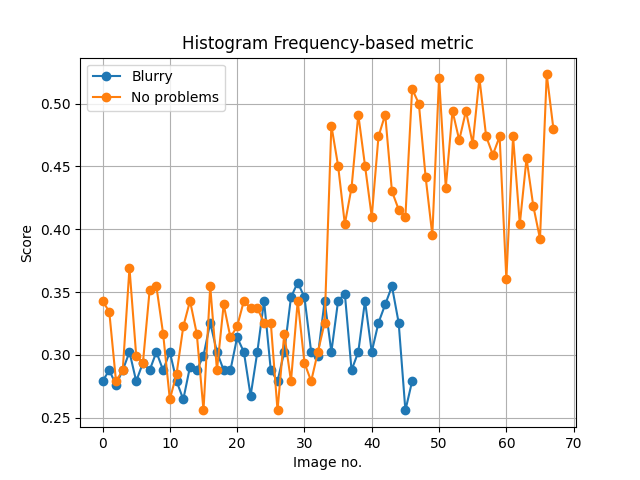 Histogram Frequency-based metric
Blurry
No problems
0.50
0.45
0.40
0.35
0.30
0.25
Score
0 10 20 30 40 50 60 70
Image no.